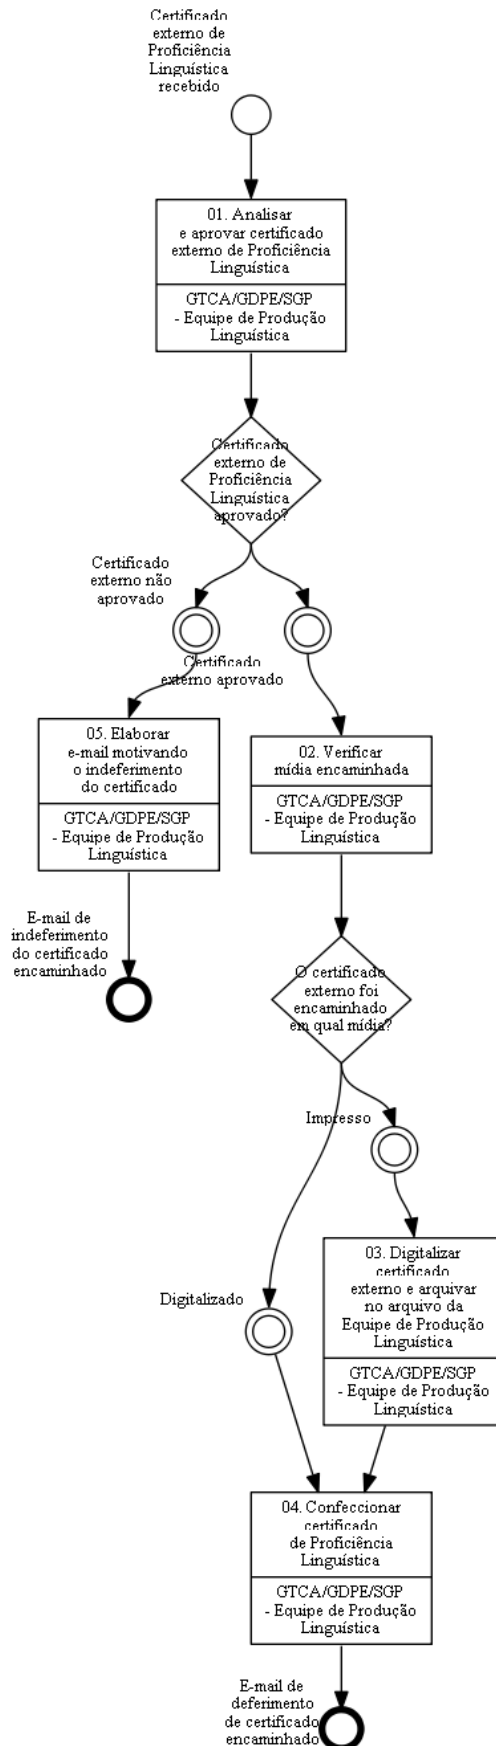 Certificado
externo de
Proficiência
Linguística
recebido
01. Analisar
e aprovar certificado
externo de Proficiência
Linguística
GTCA/GDPE/SGP
- Equipe de Produção
Linguística
Certificado
externo de
Proficiência
Linguística
aprovado?
Certificado
externo não
aprovado
Certificado
externo aprovado
05. Elaborar
e-mail motivando
o indeferimento
do certificado
GTCA/GDPE/SGP
- Equipe de Produção
Linguística
02. Verificar
mídia encaminhada
GTCA/GDPE/SGP
- Equipe de Produção
Linguística
E-mail de
indeferimento
do certificado
encaminhado
O certificado
externo foi
encaminhado
em qual mídia?
Impresso
03. Digitalizar
certificado
externo e arquivar
no arquivo da
Equipe de Produção
Linguística
GTCA/GDPE/SGP
- Equipe de Produção
Linguística
Digitalizado
04. Confeccionar
certificado
de Proficiência
Linguística
GTCA/GDPE/SGP
- Equipe de Produção
Linguística
E-mail de
deferimento
de certificado
encaminhado